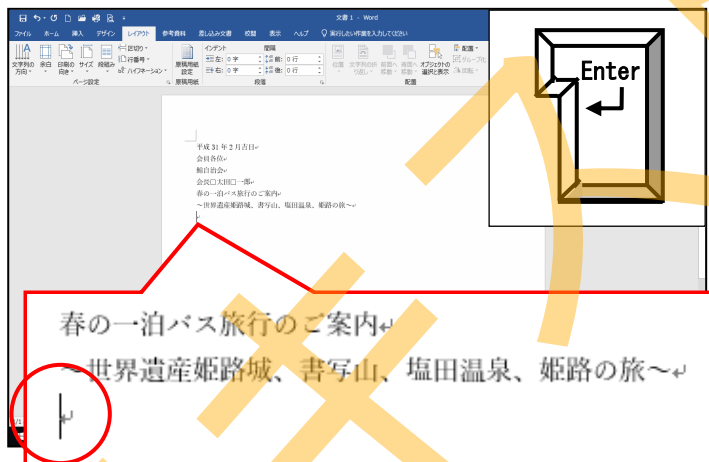 文書 1 - Word
ファイル ホーム 挿入 デザイン レイアウト 参考資料 差し込み文書 校閲 表示 ヘルプ 実行したい作業を入力してください
文字列の方向 余白 印刷の向き サイズ 段組み 区切り 行番号 ハイフネーション
原稿用紙設定
インデント 間隔
左: 0 字 前: 0 行
右: 0 字 後: 0 行
位置 文字列の折り返し 前面へ移動 背面へ移動 オブジェクトの選択と表示 配置 グループ化 回転
ページ設定 原稿用紙 段落 配置
Enter
平成 31 年 2 月吉日
会員各位
鯨自治会
会長□太田□一郎
春の一泊バス旅行のご案内
～世界遺産姫路城、書写山、塩田温泉、姫路の旅～
春の一泊バス旅行のご案内
～世界遺産姫路城、書写山、塩田温泉、姫路の旅～
1/1